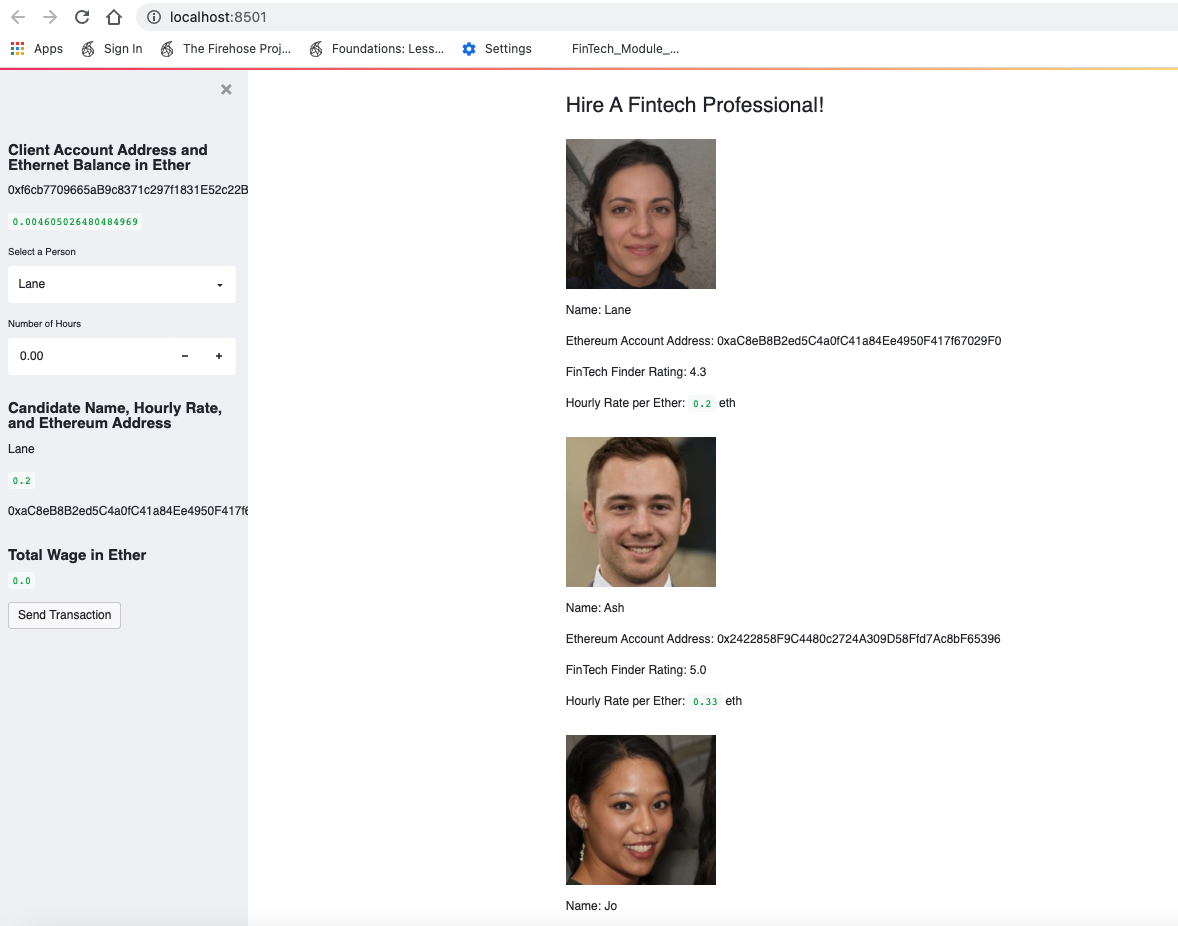 localhost:8501
Apps
Sign In
The Firehose Proj...
Foundations: Less...
Settings
FinTech_Module_...
Client Account Address and
Ethernet Balance in Ether
0xf6cb7709665aB9c8371c297f1831E52c22B
0.004605026480484969
Select a Person
Lane
Number of Hours
0.00
Candidate Name, Hourly Rate,
and Ethereum Address
Lane
0.2
0xaC8eB8B2ed5C4a0fC41a84Ee4950F417f6
Total Wage in Ether
0.0
Send Transaction
Hire A Fintech Professional!
Name: Lane
Ethereum Account Address: 0xaC8eB8B2ed5C4a0fC41a84Ee4950F417f67029F0
FinTech Finder Rating: 4.3
Hourly Rate per Ether: 0.2 eth
Name: Ash
Ethereum Account Address: 0x2422858F9C4480c2724A309D58Ffd7Ac8bF65396
FinTech Finder Rating: 5.0
Hourly Rate per Ether: 0.33 eth
Name: Jo